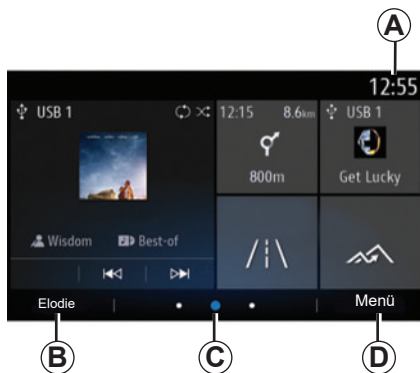 A
12:55
USB 1
12:15 8.6km
USB 1
800m
Get Lucky
Wisdom Best-of
Elodie
Menü
B
C
D